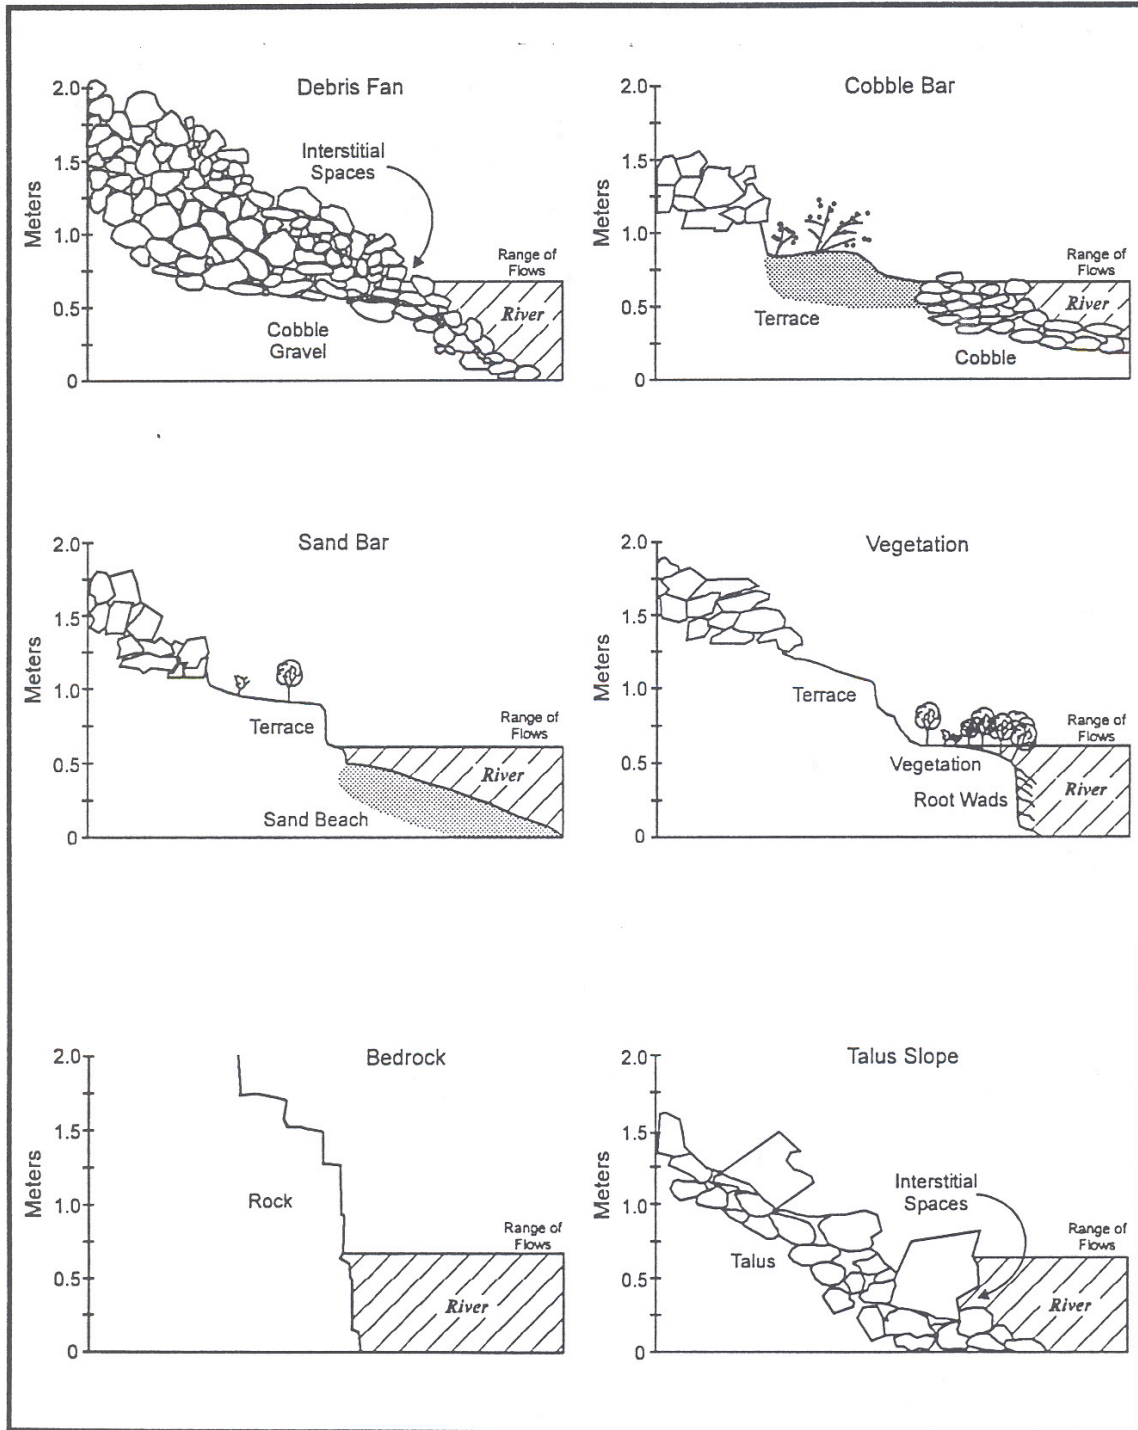 Debris Fan
2.0
1.5
1.0
0.5
0
Meters
Interstitial
Spaces
Range of
Flows
River
Cobble
Gravel
Cobble Bar
2.0
1.5
1.0
0.5
0
Meters
Range of
Flows
River
Terrace
Cobble
Sand Bar
2.0
1.5
1.0
0.5
0
Meters
Terrace
Range of
Flows
River
Sand Beach
Vegetation
2.0
1.5
1.0
0.5
0
Meters
Terrace
Range of
Flows
Vegetation
Root Wads
River
Bedrock
2.0
1.5
1.0
0.5
0
Meters
Rock
Range of
Flows
River
Talus Slope
2.0
1.5
1.0
0.5
0
Meters
Interstitial
Spaces
Range of
Flows
Talus
River